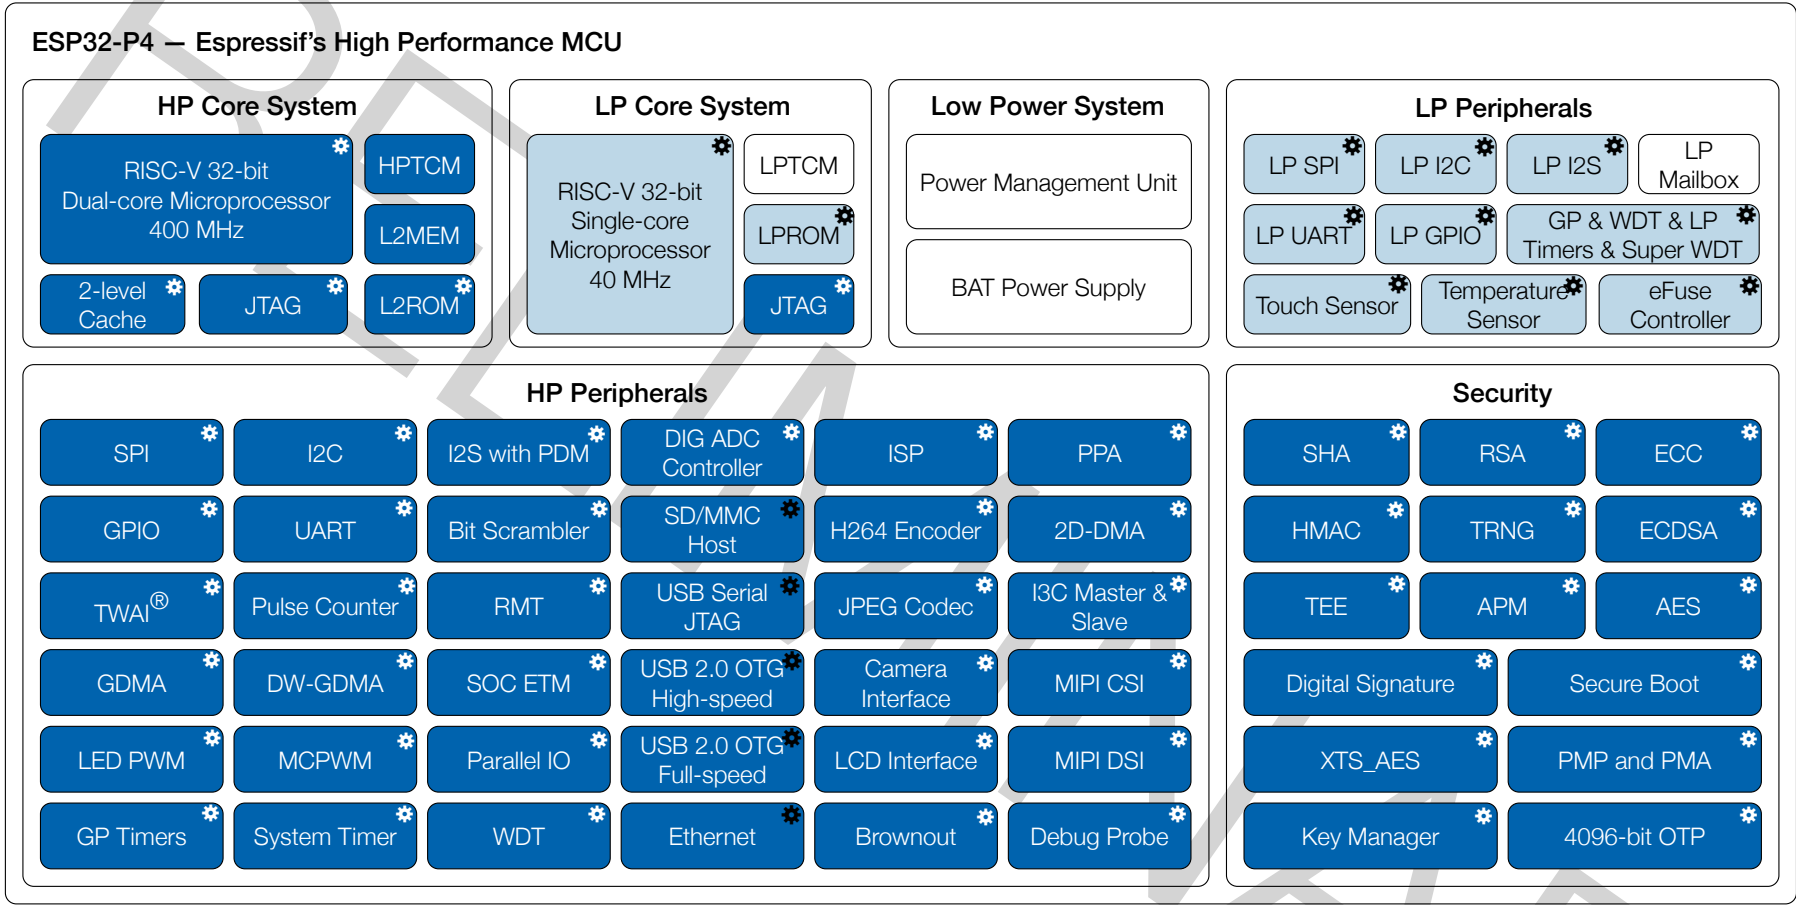 ESP32-P4 — Espressif's High Performance MCU
HP Core System
RISC-V 32-bit
Dual-core Microprocessor
400 MHz
HPTCM
L2MEM
2-level
Cache
JTAG
L2ROM
LP Core System
RISC-V 32-bit
Single-core
Microprocessor
40 MHz
LPTCM
LPROM
JTAG
Low Power System
Power Management Unit
BAT Power Supply
LP Peripherals
LP SPI
LP I2C
LP I2S
LP
Mailbox
LP UART
LP GPIO
GP & WDT & LP
Timers & Super WDT
Touch Sensor
Temperature
Sensor
eFuse
Controller
HP Peripherals
SPI
I2C
I2S with PDM
DIG ADC
Controller
ISP
PPA
GPIO
UART
Bit Scrambler
SD/MMC
Host
H264 Encoder
2D-DMA
TWAI®
Pulse Counter
RMT
USB Serial
JTAG
JPEG Codec
I3C Master &
Slave
GDMA
DW-GDMA
SOC ETM
USB 2.0 OTG
High-speed
Camera
Interface
MIPI CSI
LED PWM
MCPWM
Parallel IO
USB 2.0 OTG
Full-speed
LCD Interface
MIPI DSI
GP Timers
System Timer
WDT
Ethernet
Brownout
Debug Probe
Security
SHA
RSA
ECC
HMAC
TRNG
ECDSA
TEE
APM
AES
Digital Signature
Secure Boot
XTS_AES
PMP and PMA
Key Manager
4096-bit OTP